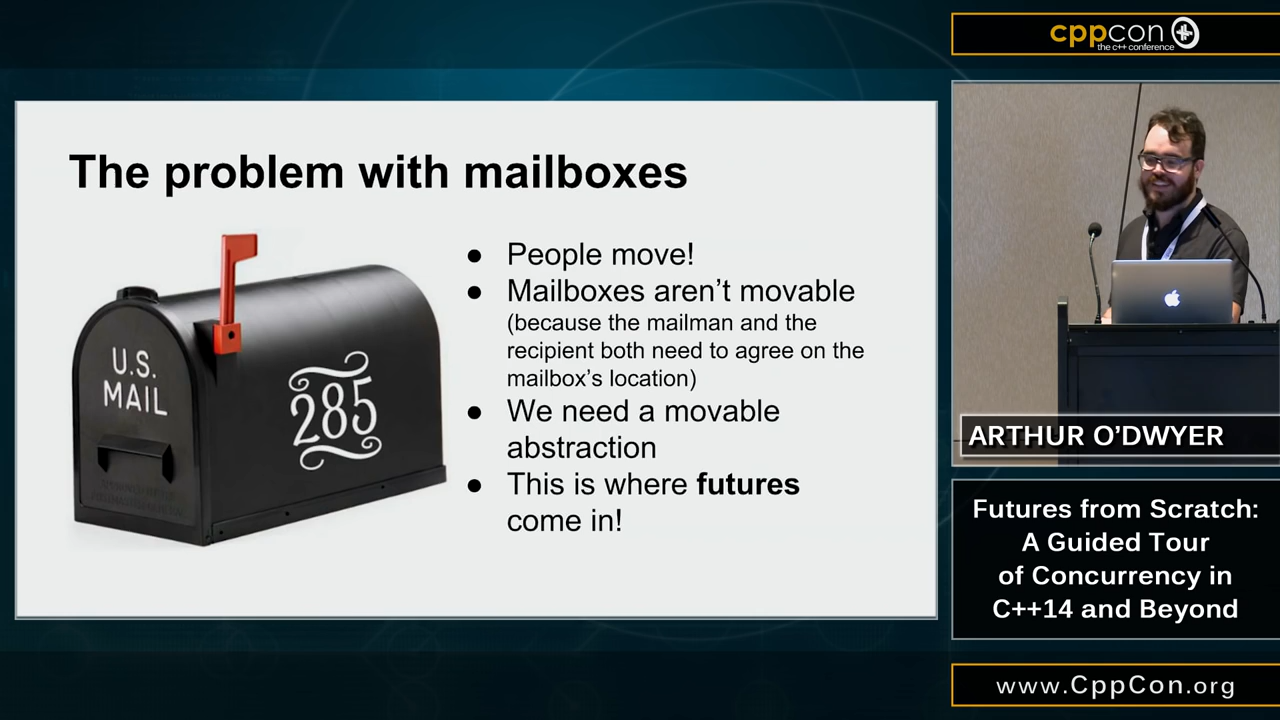 The problem with mailboxes
U.S.
MAIL
285
● People move!
● Mailboxes aren't movable
(because the mailman and the
recipient both need to agree on the
mailbox's location)
● We need a movable
abstraction
● This is where futures
come in!
cppcon
the c++ conference
ARTHUR O'DWYER
Futures from Scratch:
A Guided Tour
of Concurrency in
C++14 and Beyond
www.CppCon.org